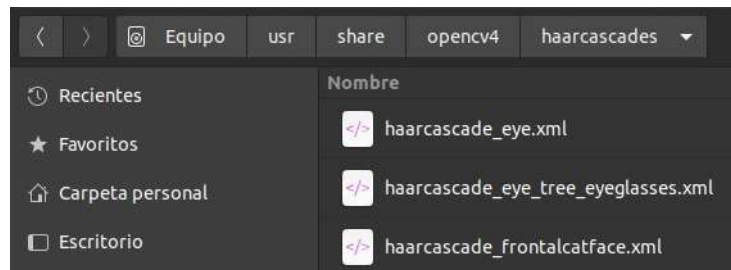 Equipo usr share opencv4 haarcascades
Recientes
Favoritos
Carpeta personal
Escritorio
Nombre
haarcascade_eye.xml
haarcascade_eye_tree_eyeglasses.xml
haarcascade_frontalcatface.xml